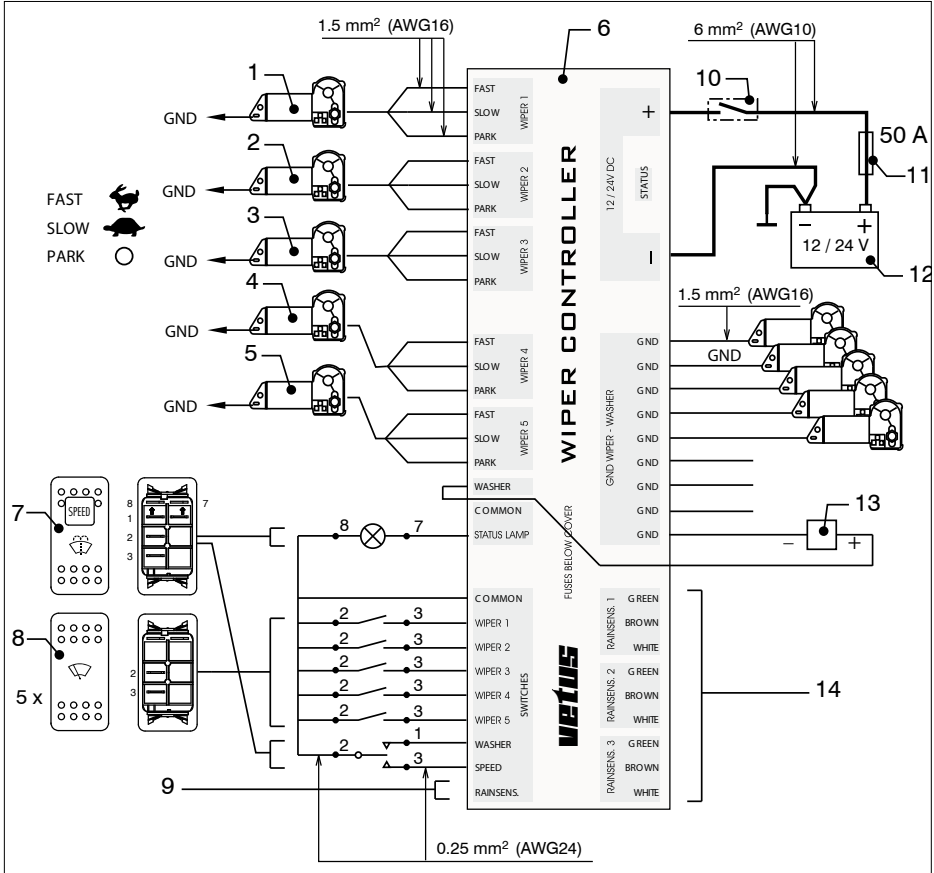 1.5 mm² (AWG16)
6
6 mm² (AWG10)
1
GND
2
GND
3
GND
4
GND
5
GND
FAST
SLOW
PARK
FAST
SLOW
PARK
WIPER 1
FAST
SLOW
PARK
WIPER 2
FAST
SLOW
PARK
WIPER 3
FAST
SLOW
PARK
WIPER 4
FAST
SLOW
PARK
WIPER 5
WASHER
COMMON
STATUS LAMP
WIPER CONTROLLER
FUSES BELOW COVER
vetus
+
–
12 / 24V DC
STATUS
10
50 A
11
– +
12 / 24 V
12
1.5 mm² (AWG16)
GND
GND
GND
GND
GND
GND
GND
GND
GND
GND
GND WIPER - WASHER
13
– +
7
SPEED
8 7
1
2
3
8
5 x
2
3
8 7
COMMON
2 3 WIPER 1
2 3 WIPER 2
2 3 WIPER 3
2 3 WIPER 4
2 3 WIPER 5
1 WASHER
2
3 SPEED
RAINSENS.
SWITCHES
9
0.25 mm² (AWG24)
GREEN
BROWN
WHITE
RAINSENS. 1
GREEN
BROWN
WHITE
RAINSENS. 2
GREEN
BROWN
WHITE
RAINSENS. 3
14